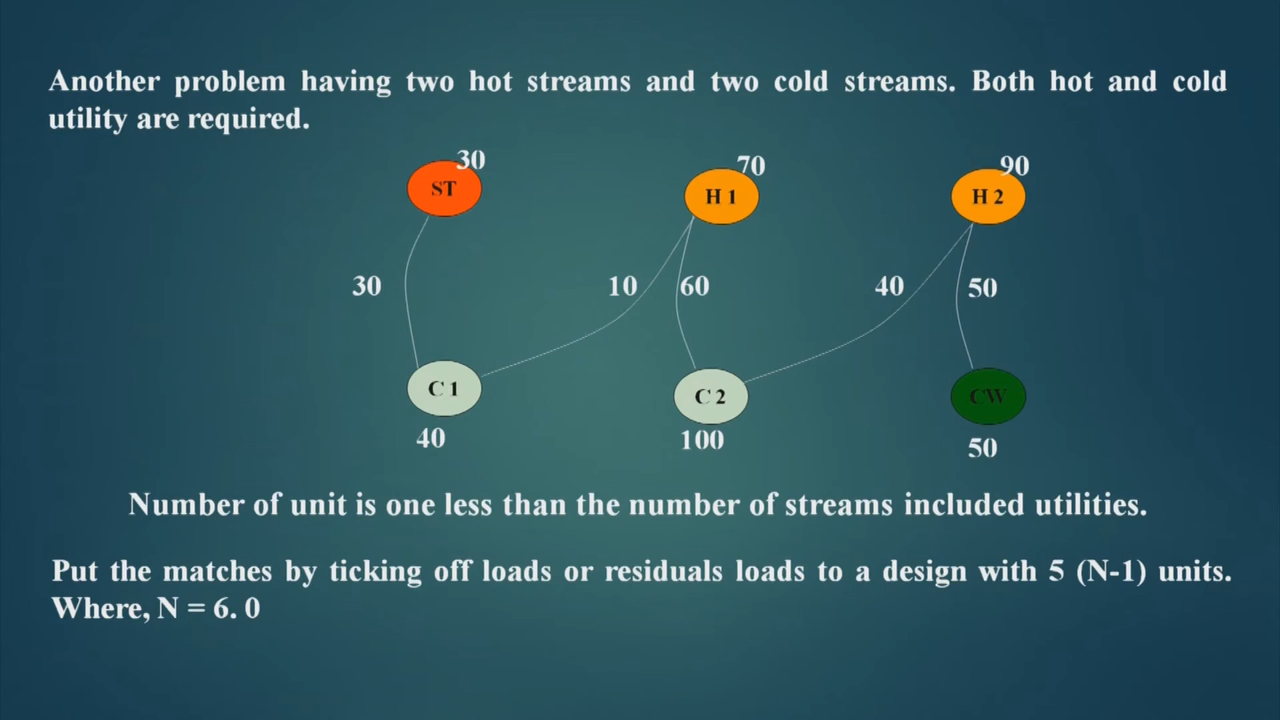 Another problem having two hot streams and two cold streams. Both hot and cold
utility are required.
30 70 90
ST H 1 H 2
30 10 60 40 50
C 1 C 2 CW
40 100 50
Number of unit is one less than the number of streams included utilities.
Put the matches by ticking off loads or residuals loads to a design with 5 (N-1) units.
Where, N = 6. 0